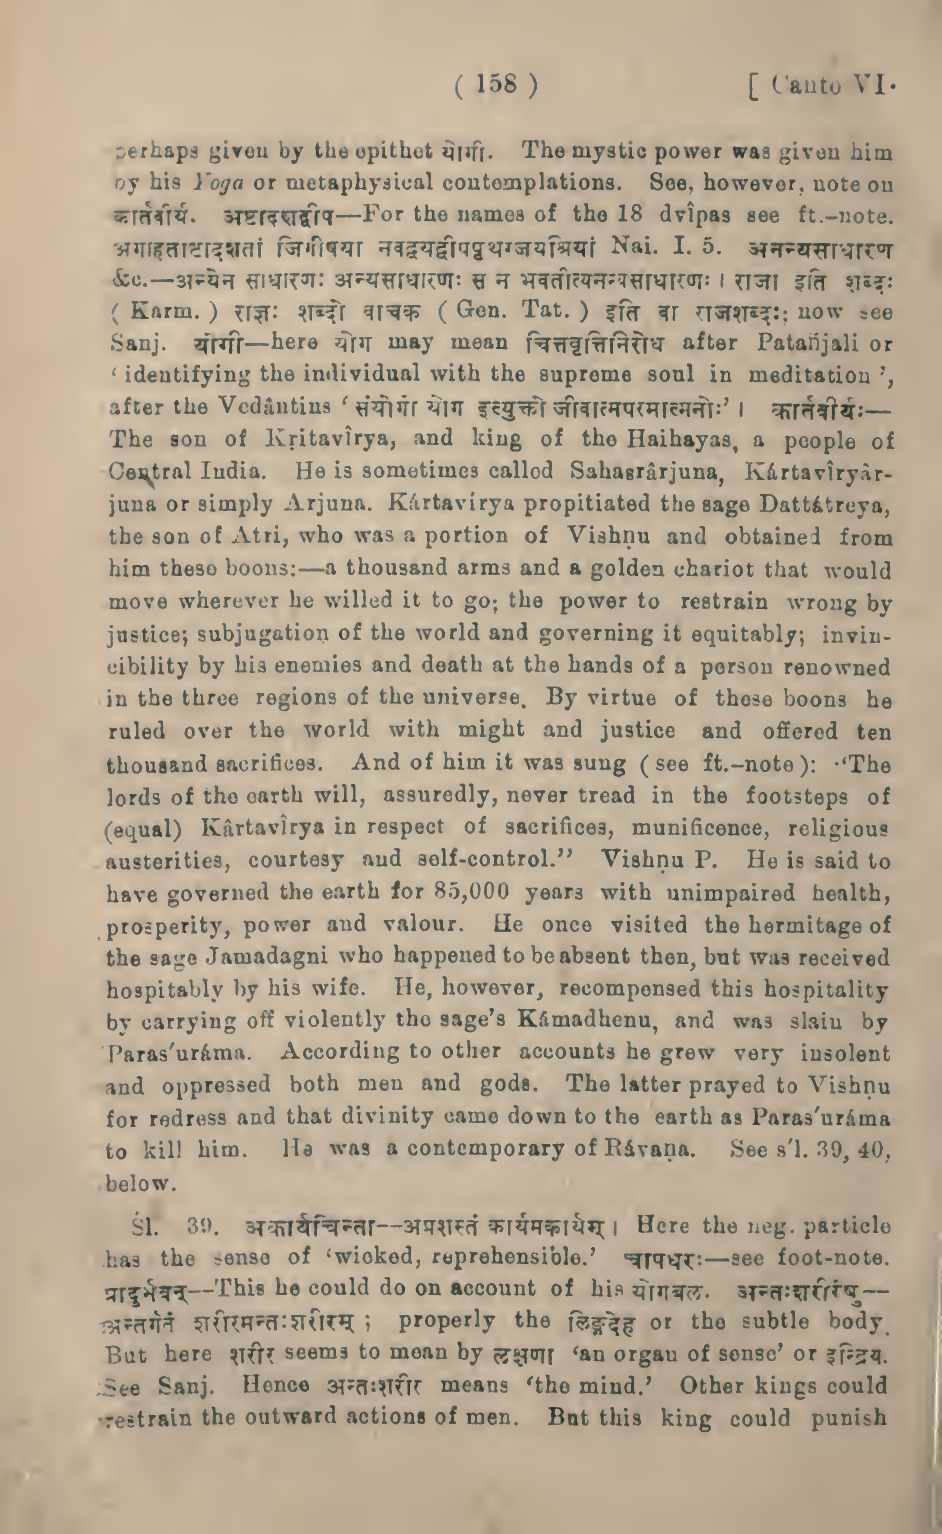 ( 158 ) [ Canto VI.
perhaps given by the epithet योगी. The mystic power was given him
by his Yoga or metaphysical contemplations. See, however, note on
कार्तवीर्य. अष्टादशद्वीप—For the names of the 18 dvîpas see ft.-note.
अगाहताष्टादशतां जिगीषया नवद्वयद्वीपपृथग्जयश्रियां Nai. I. 5. अनन्यसाधारण
&c.—अन्येन साधारणः अन्यसाधारणः स न भवतीत्यनन्यसाधारणः । राजा इति शब्दः
( Karm. ) राज्ञः शब्दो वाचक ( Gen. Tat. ) इति वा राजशब्दः; now see
Sanj. योगी—here योग may mean चित्तवृत्तिनिरोध after Patañjali or
‘ identifying the individual with the supreme soul in meditation ’,
after the Vedântins ‘ संयोगो योग इत्युक्तो जीवात्मपरमात्मनोः’ । कार्तवीर्यः—
The son of Kṛitavîrya, and king of the Haihayas, a people of
Central India. He is sometimes called Sahasrârjuna, Kártavîryâr-
juna or simply Arjuna. Kártavírya propitiated the sage Dattátreya,
the son of Atri, who was a portion of Vishṇu and obtained from
him these boons:—a thousand arms and a golden chariot that would
move wherever he willed it to go; the power to restrain wrong by
justice; subjugation of the world and governing it equitably; invin-
cibility by his enemies and death at the hands of a person renowned
in the three regions of the universe. By virtue of these boons he
ruled over the world with might and justice and offered ten
thousand sacrifices. And of him it was sung ( see ft.-note ): “The
lords of the earth will, assuredly, never tread in the footsteps of
(equal) Kârtavîrya in respect of sacrifices, munificence, religious
austerities, courtesy and self-control.” Vishṇu P. He is said to
have governed the earth for 85,000 years with unimpaired health,
prosperity, power and valour. He once visited the hermitage of
the sage Jamadagni who happened to be absent then, but was received
hospitably by his wife. He, however, recompensed this hospitality
by carrying off violently the sage’s Kámadhenu, and was slain by
Paras′uráma. According to other accounts he grew very insolent
and oppressed both men and gods. The latter prayed to Vishṇu
for redress and that divinity came down to the earth as Paras′uráma
to kill him. He was a contemporary of Rávaṇa. See s′l. 39, 40,
below.
Śl. 39. अकार्यचिन्ता--अप्रशस्तं कार्यमकार्यम् । Here the neg. particle
has the sense of ‘wicked, reprehensible.’ चापधरः—see foot-note.
प्रादुर्भवन्--This he could do on account of his योगबल. अन्तःशरीरेषु--
अन्तर्गतं शरीरमन्तःशरीरम् ; properly the लिङ्गदेह or the subtle body.
But here शरीर seems to mean by लक्षणा ‘an organ of sense’ or इन्द्रिय.
See Sanj. Hence अन्तःशरीर means ‘the mind.’ Other kings could
restrain the outward actions of men. But this king could punish